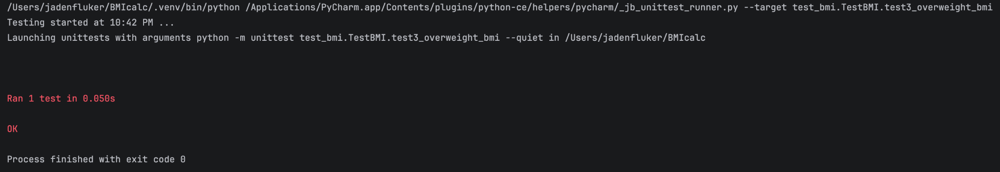 /Users/jadenfluker/BMIcalc/.venv/bin/python /Applications/PyCharm.app/Contents/plugins/python-ce/helpers/pycharm/_jb_unittest_runner.py --target test_bmi.TestBMI.test3_overweight_bmi
Testing started at 10:42 PM ...
Launching unittests with arguments python -m unittest test_bmi.TestBMI.test3_overweight_bmi --quiet in /Users/jadenfluker/BMIcalc
Ran 1 test in 0.050s
OK
Process finished with exit code 0